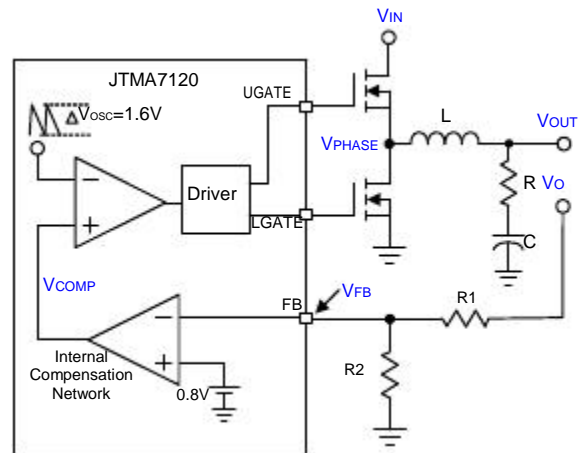 VIN
JTMA7120
UGATE
ΔVOSC=1.6V
L
VOUT
VPHASE
R
VO
Driver
LGATE
C
VCOMP
FB
VFB
R1
Internal
Compensation
Network
0.8V
R2